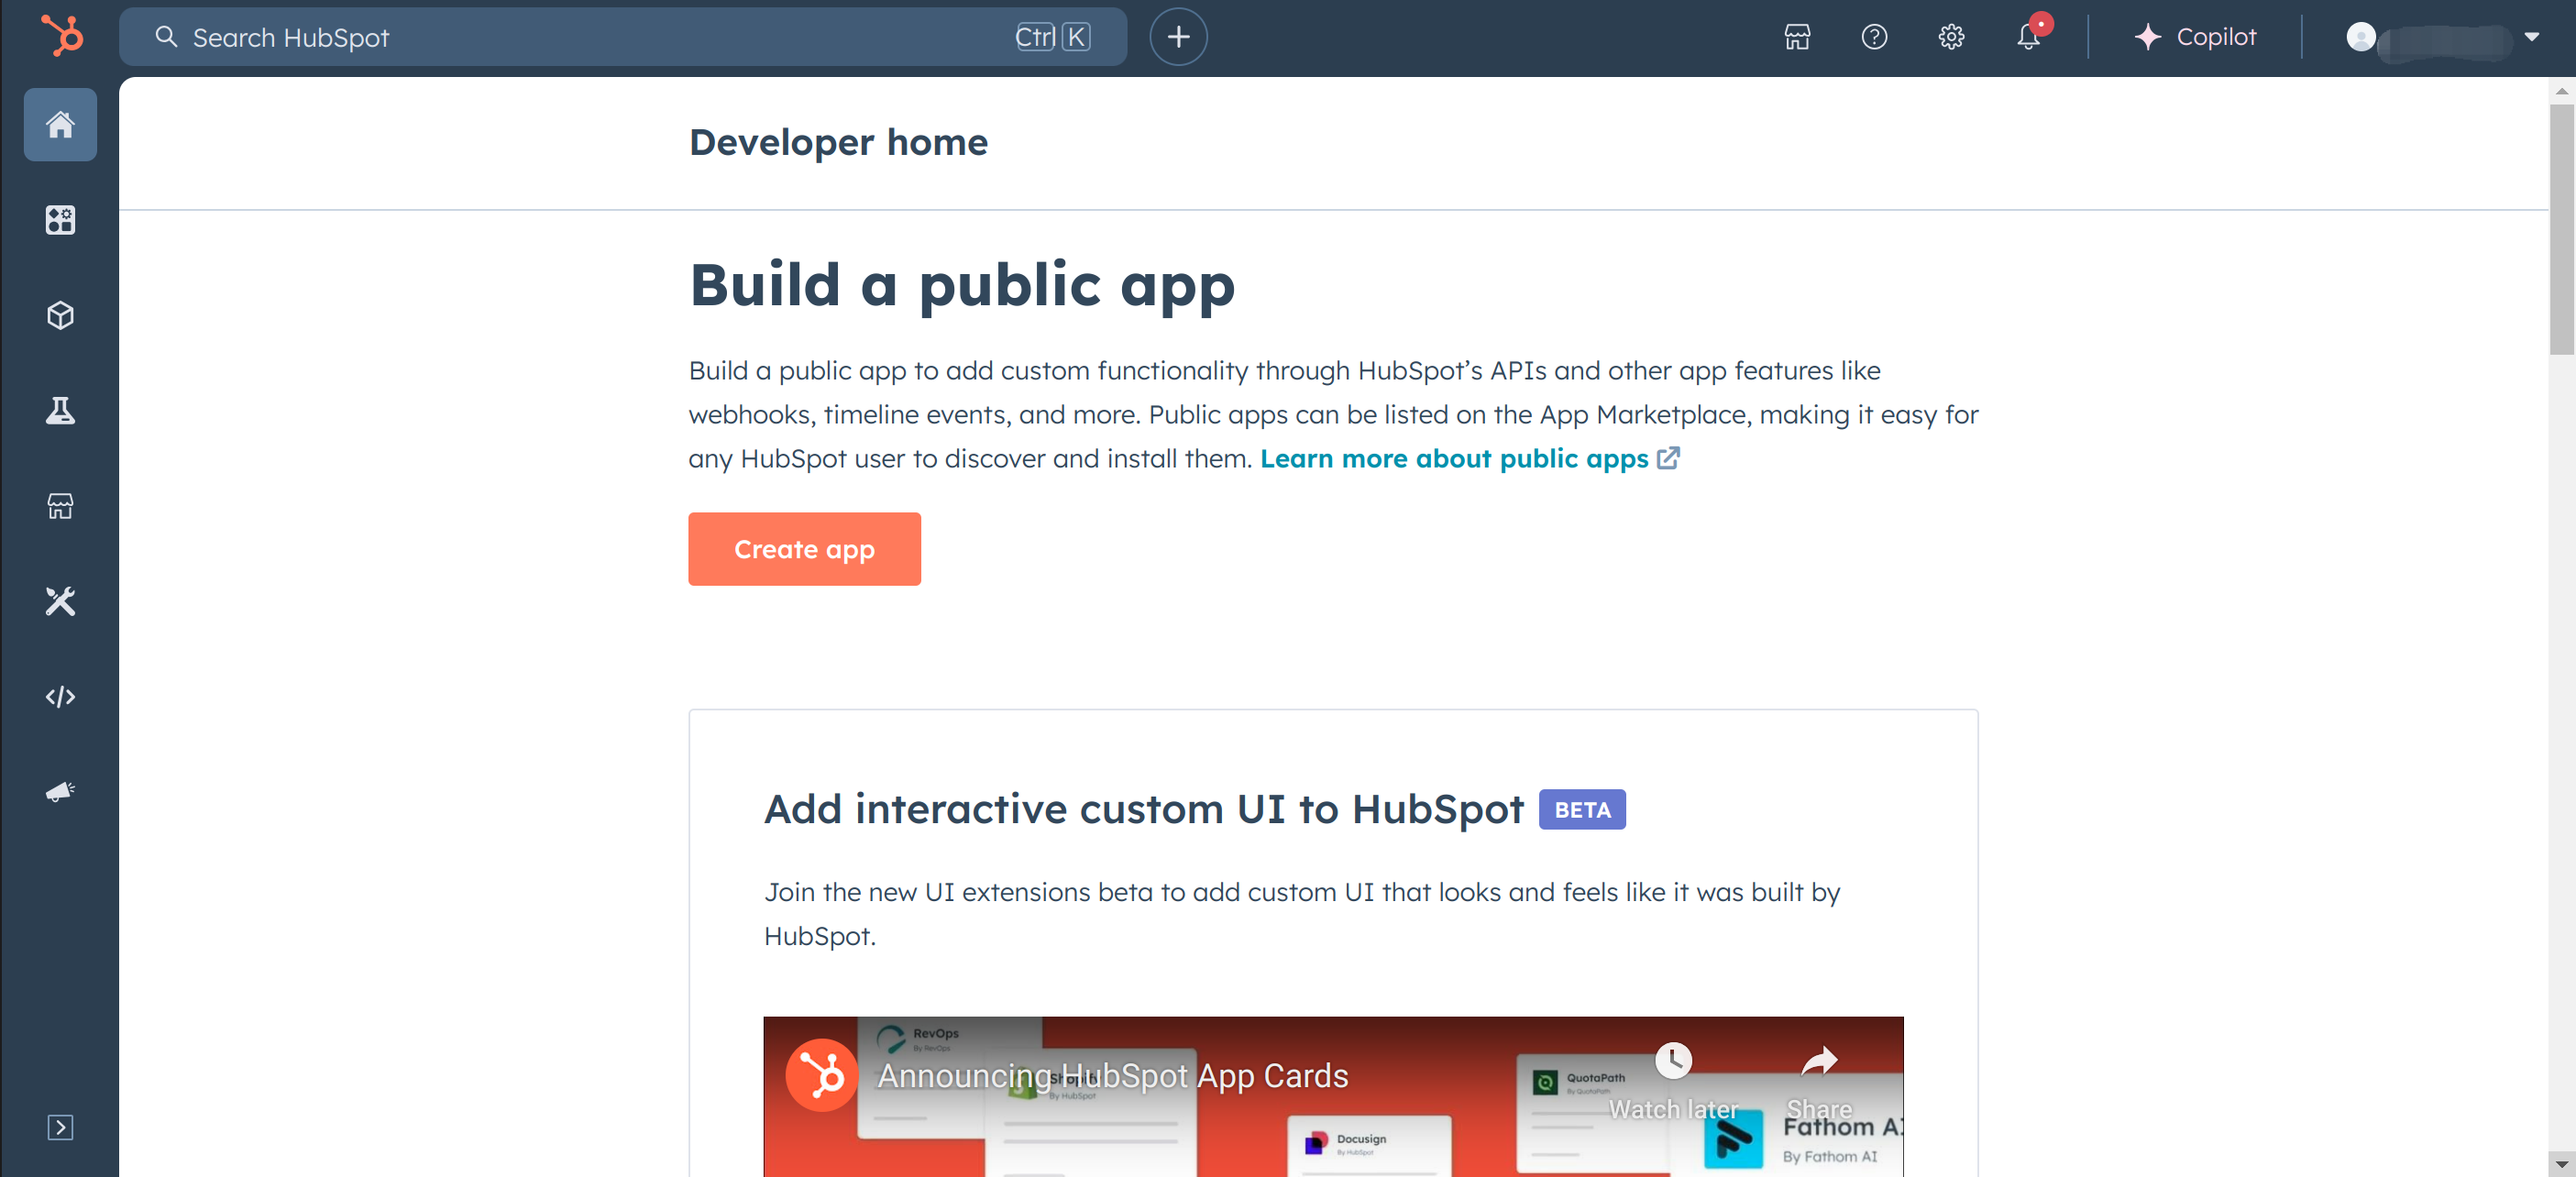 Search HubSpot
Ctrl K
Copilot
Developer home
Build a public app
Build a public app to add custom functionality through HubSpot’s APIs and other app features like
webhooks, timeline events, and more. Public apps can be listed on the App Marketplace, making it easy for
any HubSpot user to discover and install them. Learn more about public apps
Create app
Add interactive custom UI to HubSpot BETA
Join the new UI extensions beta to add custom UI that looks and feels like it was built by
HubSpot.
Announcing HubSpot App Cards
RevOps
By RevOps
Shopify
By HubSpot
Docusign
By HubSpot
QuotaPath
By QuotaPath
Watch later
Share
Fathom AI
By Fathom AI